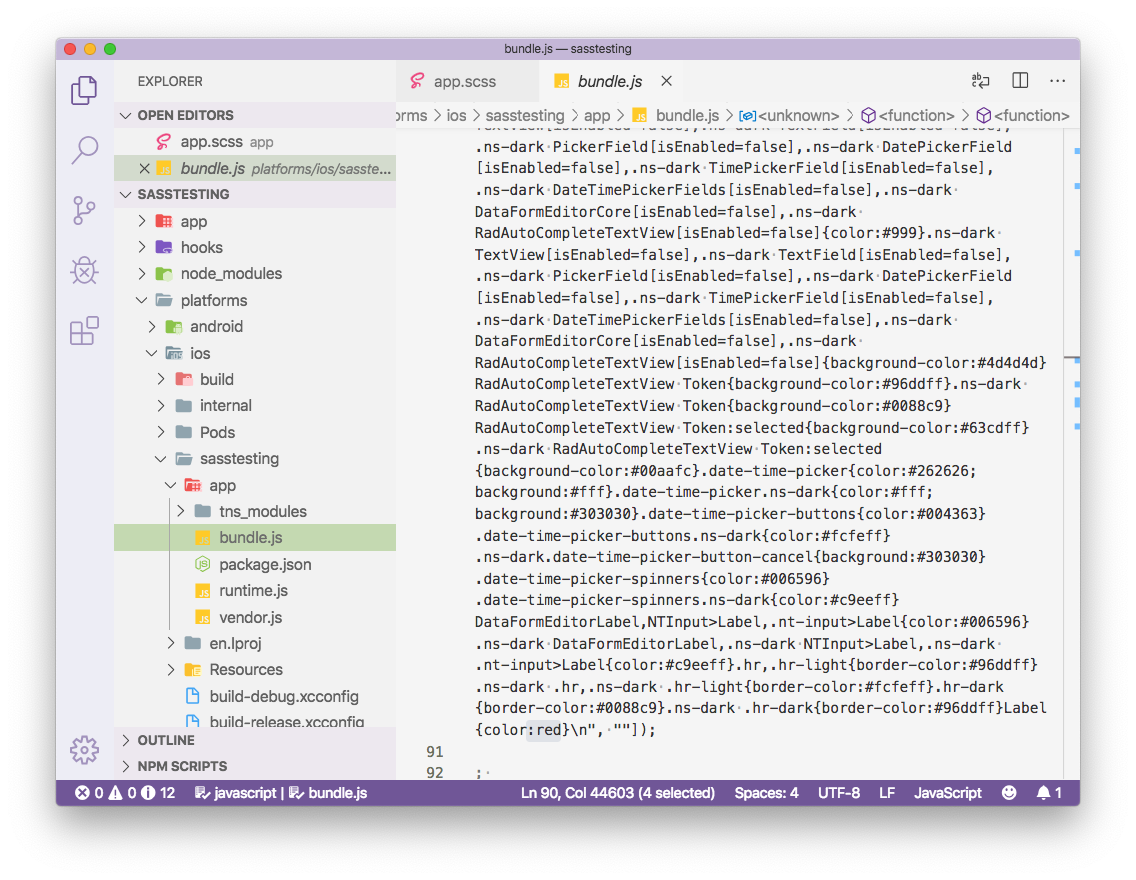 bundle.js — sasstesting
EXPLORER
OPEN EDITORS
app.scss app
bundle.js platforms/ios/sasste...
SASSTESTING
app
hooks
node_modules
platforms
android
ios
build
internal
Pods
sasstesting
app
tns_modules
bundle.js
package.json
runtime.js
vendor.js
en.lproj
Resources
build-debug.xcconfig
build-release.xcconfig
OUTLINE
NPM SCRIPTS
app.scss
bundle.js
orms > ios > sasstesting > app > bundle.js > <unknown> > <function> > <function>
TextView[isEnabled=false],.ns-dark·TextField[isEnabled=false],
.ns-dark·PickerField[isEnabled=false],.ns-dark·DatePickerField
[isEnabled=false],.ns-dark·TimePickerField[isEnabled=false],
.ns-dark·DateTimePickerFields[isEnabled=false],.ns-dark·
DataFormEditorCore[isEnabled=false],.ns-dark·
RadAutoCompleteTextView[isEnabled=false]{color:#999}.ns-dark·
TextView[isEnabled=false],.ns-dark·TextField[isEnabled=false],
.ns-dark·PickerField[isEnabled=false],.ns-dark·DatePickerField
[isEnabled=false],.ns-dark·TimePickerField[isEnabled=false],
.ns-dark·DateTimePickerFields[isEnabled=false],.ns-dark·
DataFormEditorCore[isEnabled=false],.ns-dark·
RadAutoCompleteTextView[isEnabled=false]{background-color:#4d4d4d}
RadAutoCompleteTextView·Token{background-color:#96ddff}.ns-dark·
RadAutoCompleteTextView·Token{background-color:#0088c9}
RadAutoCompleteTextView·Token:selected{background-color:#63cdff}
.ns-dark·RadAutoCompleteTextView·Token:selected
{background-color:#00aafc}.date-time-picker{color:#262626;
background:#fff}.date-time-picker.ns-dark{color:#fff;
background:#303030}.date-time-picker-buttons{color:#004363}
.date-time-picker-buttons.ns-dark{color:#fcfeff}
.ns-dark.date-time-picker-button-cancel{background:#303030}
.date-time-picker-spinners{color:#006596}
.date-time-picker-spinners.ns-dark{color:#c9eeff}
DataFormEditorLabel,NTInput>Label,.nt-input>Label{color:#006596}
.ns-dark·DataFormEditorLabel,.ns-dark·NTInput>Label,.ns-dark·
.nt-input>Label{color:#c9eeff}.hr,.hr-light{border-color:#96ddff}
.ns-dark·.hr,.ns-dark·.hr-light{border-color:#fcfeff}.hr-dark
{border-color:#0088c9}.ns-dark·.hr-dark{border-color:#96ddff}Label
{color:red}\n",·""]);
91
92 ;·
0 0 12 javascript | bundle.js Ln 90, Col 44603 (4 selected) Spaces: 4 UTF-8 LF JavaScript 1